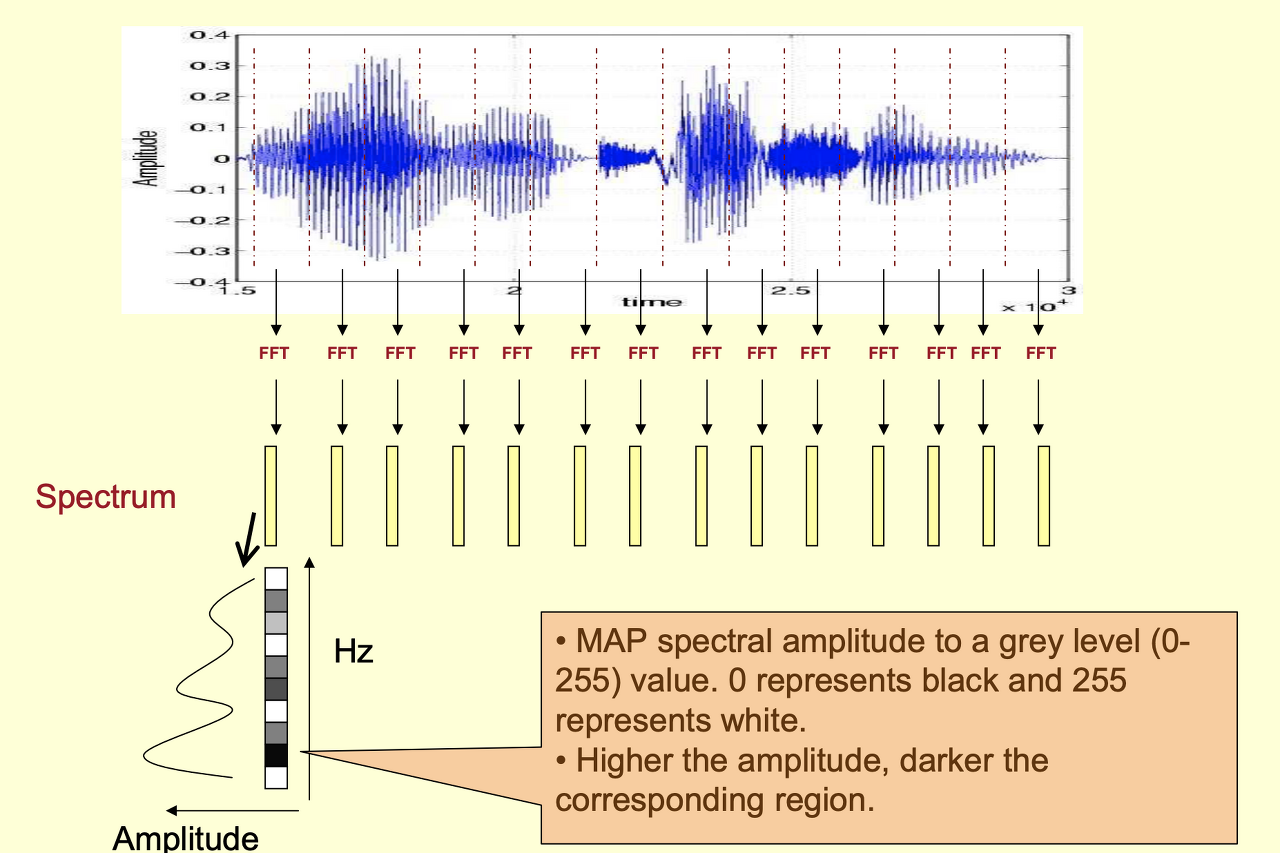 0.4
0.3
0.2
0.1
0
−0.1
−0.2
−0.3
−0.4
Amplitude
1.5 2 2.5 3
time
x 10⁴
FFT FFT FFT FFT FFT FFT FFT FFT FFT FFT FFT FFT FFT FFT
Spectrum
Hz
Amplitude
• MAP spectral amplitude to a grey level (0-
255) value. 0 represents black and 255
represents white.
• Higher the amplitude, darker the
corresponding region.